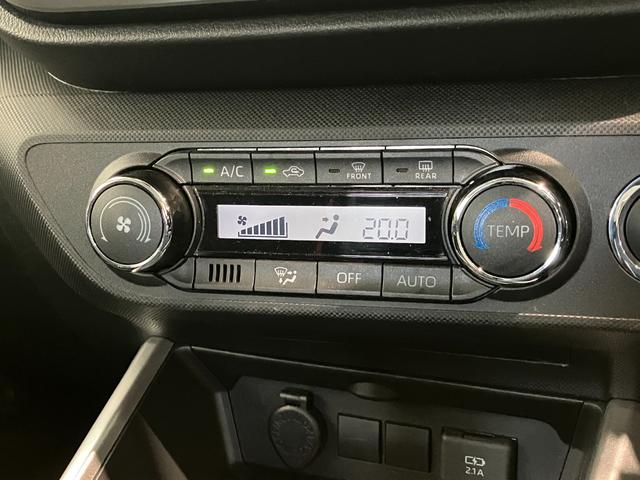 A/C FRONT REAR
20.0 TEMP
OFF AUTO
2.1A